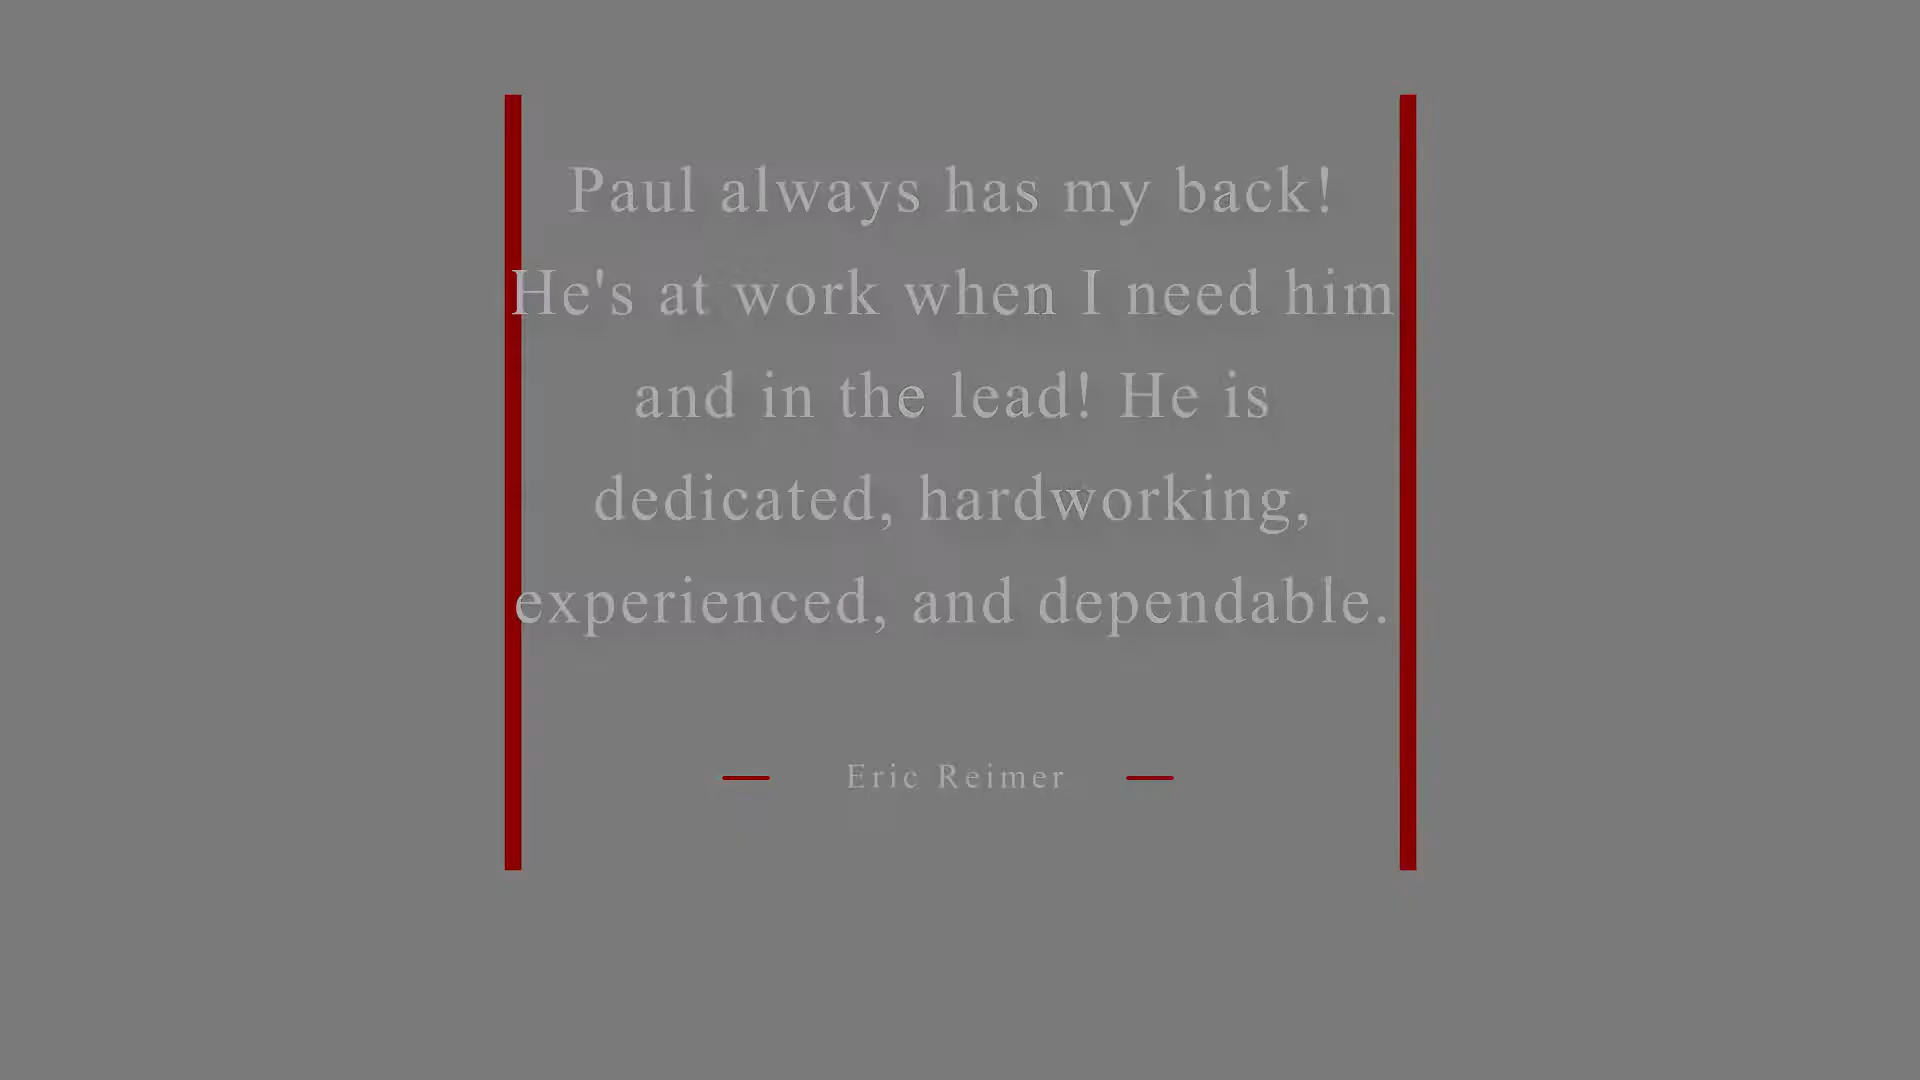 Paul always has my back!
He's at work when I need him
and in the lead! He is
dedicated, hardworking,
experienced, and dependable.
Eric Reimer